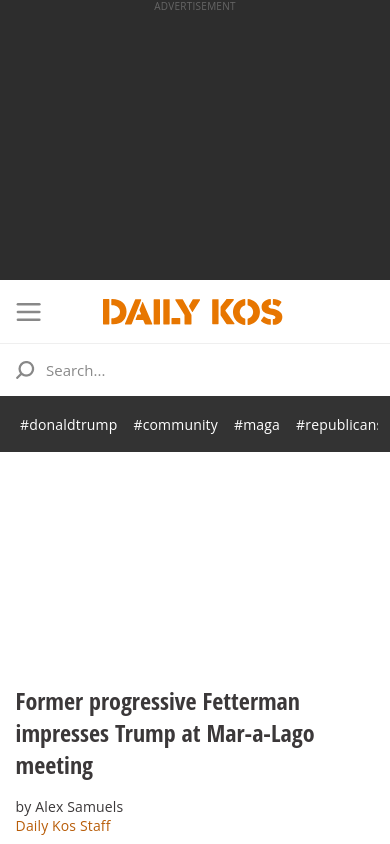 ADVERTISEMENT
DAILY KOS
Search...
#donaldtrump #community #maga #republicans
Former progressive Fetterman
impresses Trump at Mar-a-Lago
meeting
by Alex Samuels
Daily Kos Staff